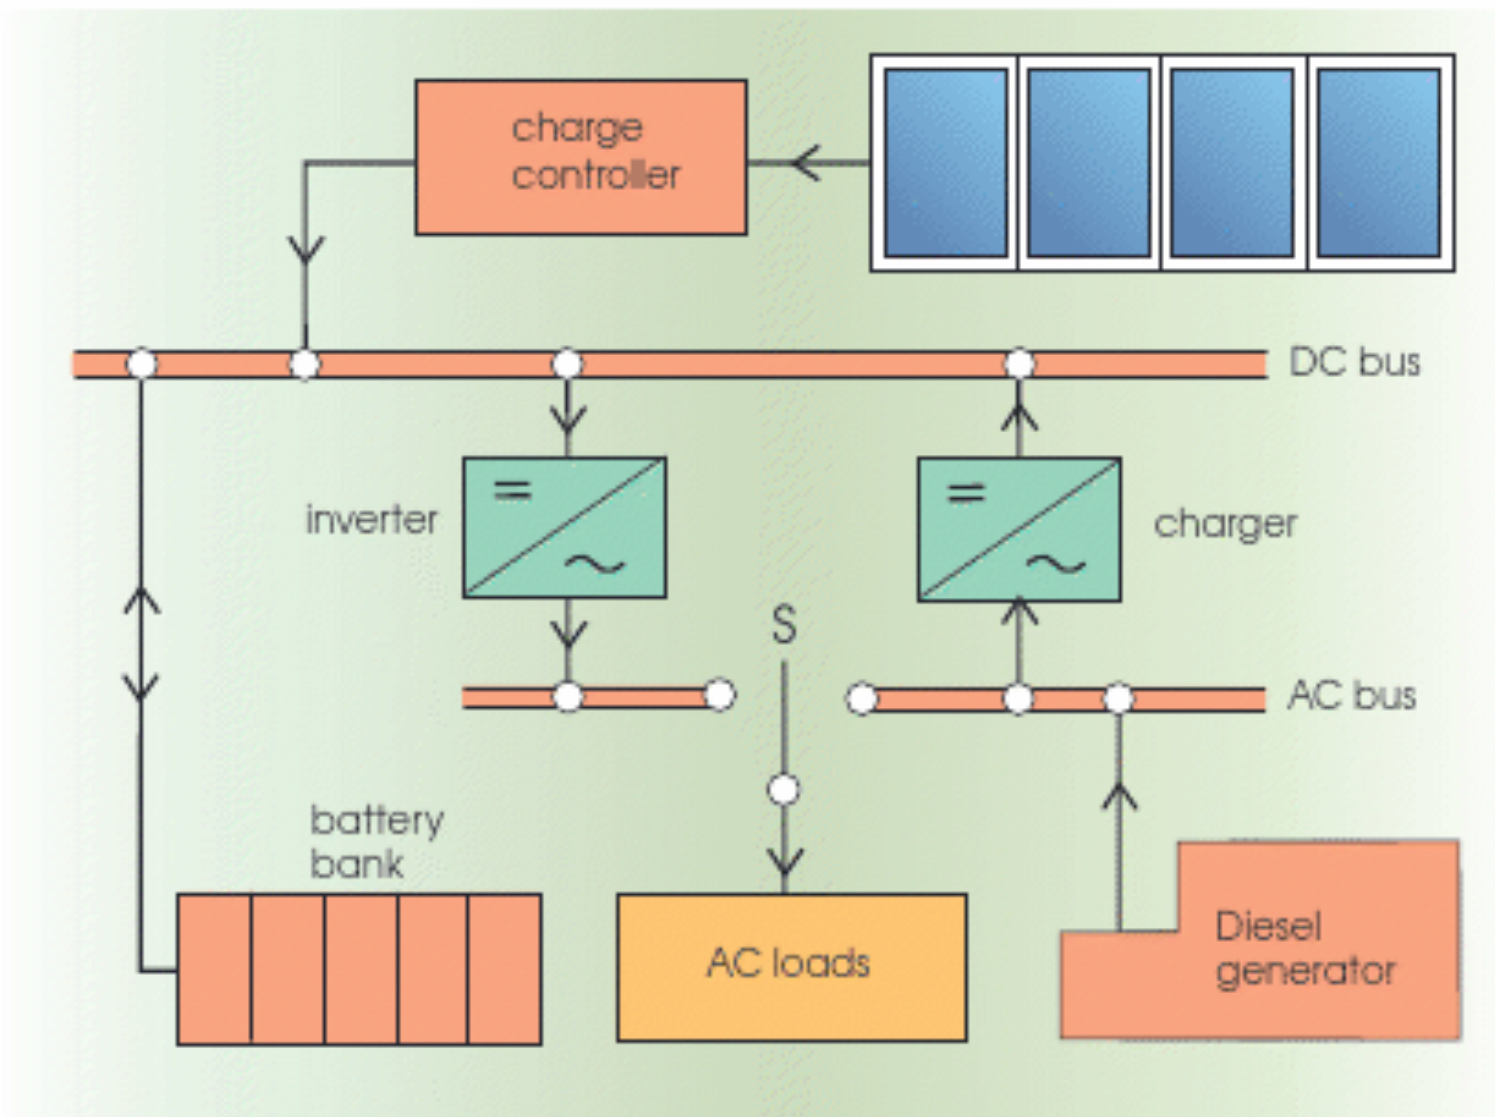 charge
controller
DC bus
inverter
charger
S
AC bus
battery
bank
AC loads
Diesel
generator